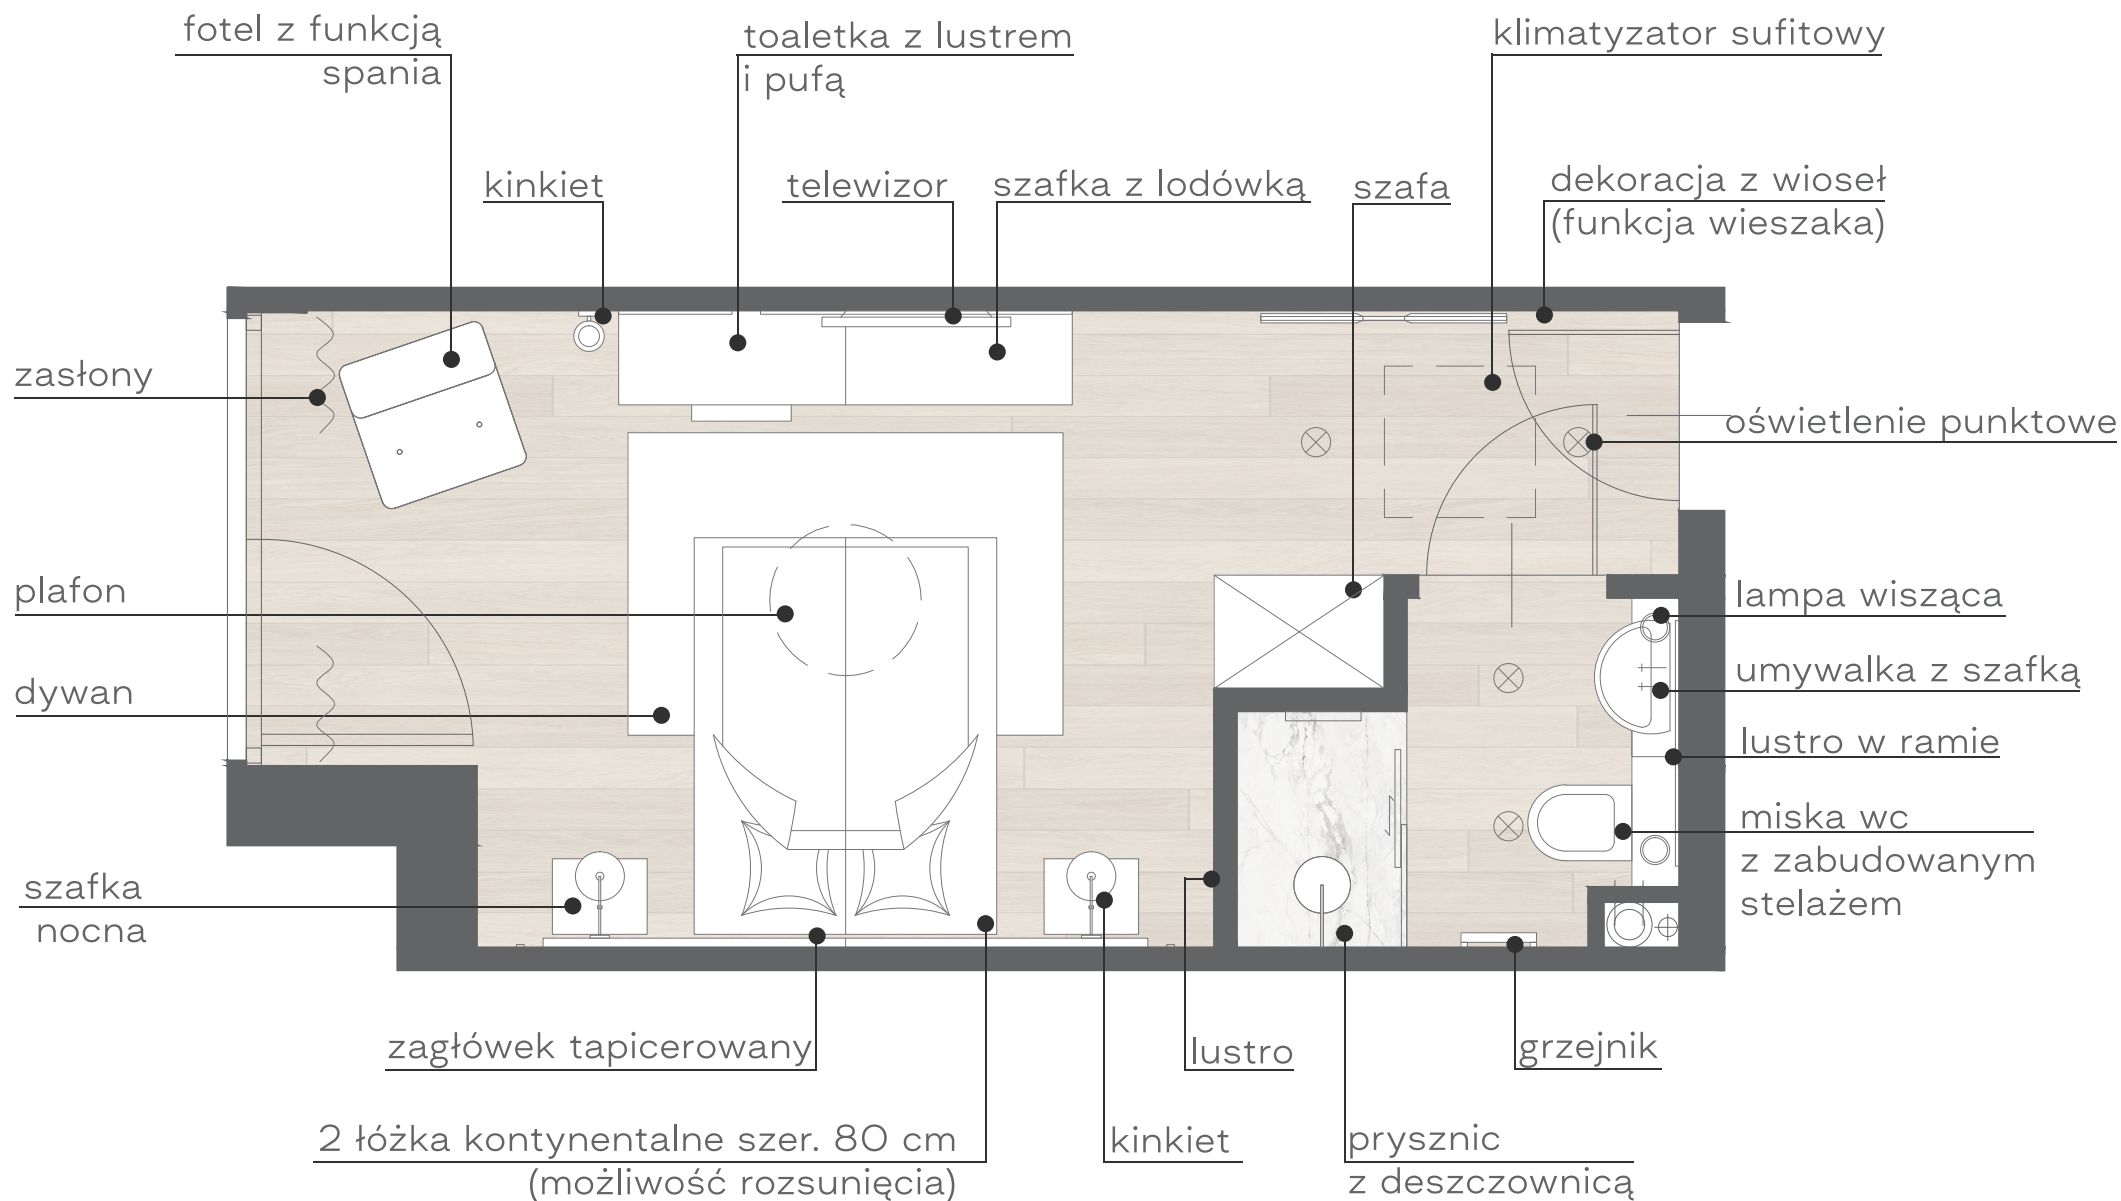 fotel z funkcją
spania
toaletka z lustrem
i pufą
klimatyzator sufitowy
kinkiet
telewizor
szafka z lodówką
szafa
dekoracja z wioseł
(funkcja wieszaka)
zasłony
oświetlenie punktowe
plafon
lampa wisząca
umywalka z szafką
dywan
lustro w ramie
miska wc
z zabudowanym
stelażem
szafka
nocna
zagłówek tapicerowany
lustro
grzejnik
2 łóżka kontynentalne szer. 80 cm
(możliwość rozsunięcia)
kinkiet
prysznic
z deszczownicą